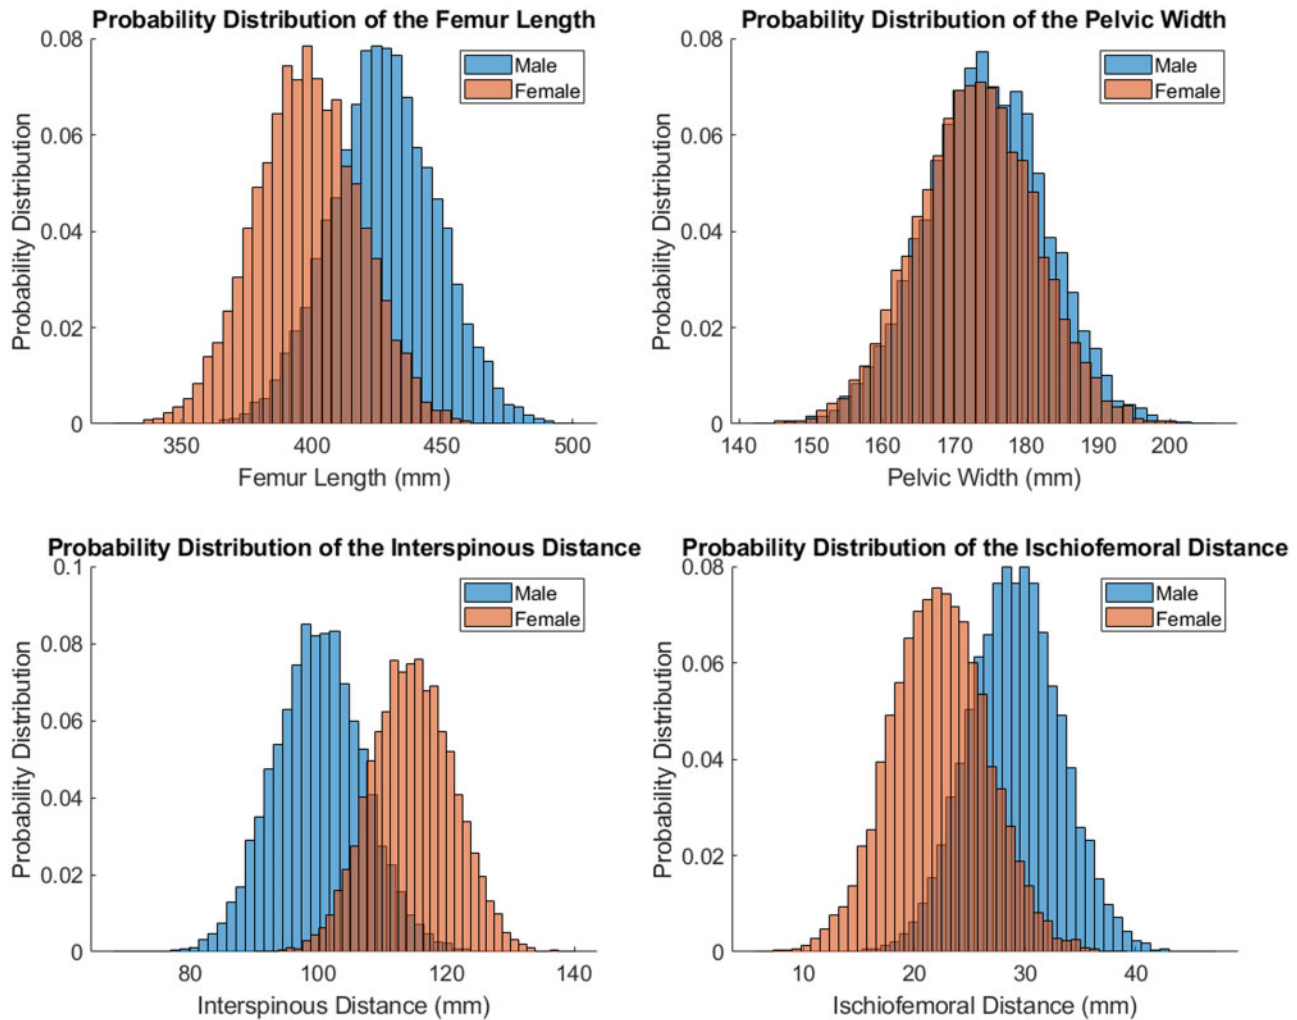 Probability Distribution of the Femur Length
0.08
0.06
0.04
0.02
0
Probability Distribution
Male
Female
350
400
450
500
Femur Length (mm)
Probability Distribution of the Pelvic Width
0.08
0.06
0.04
0.02
0
Probability Distribution
Male
Female
140
150
160
170
180
190
200
Pelvic Width (mm)
Probability Distribution of the Interspinous Distance
0.1
0.08
0.06
0.04
0.02
0
Probability Distribution
Male
Female
80
100
120
140
Interspinous Distance (mm)
Probability Distribution of the Ischiofemoral Distance
0.08
0.06
0.04
0.02
0
Probability Distribution
Male
Female
10
20
30
40
Ischiofemoral Distance (mm)